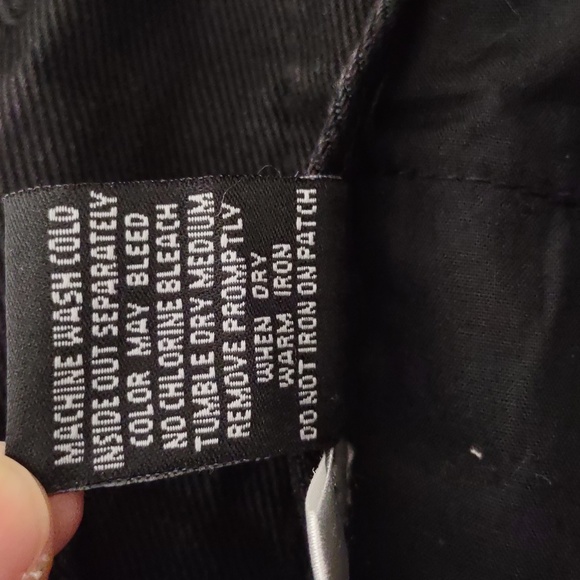 MACHINE WASH COLD
INSIDE OUT SEPARATELY
COLOR MAY BLEED
NO CHLORINE BLEACH
TUMBLE DRY MEDIUM
REMOVE PROMPTLY
WHEN DRY
WARM IRON
DO NOT IRON ON PATCH